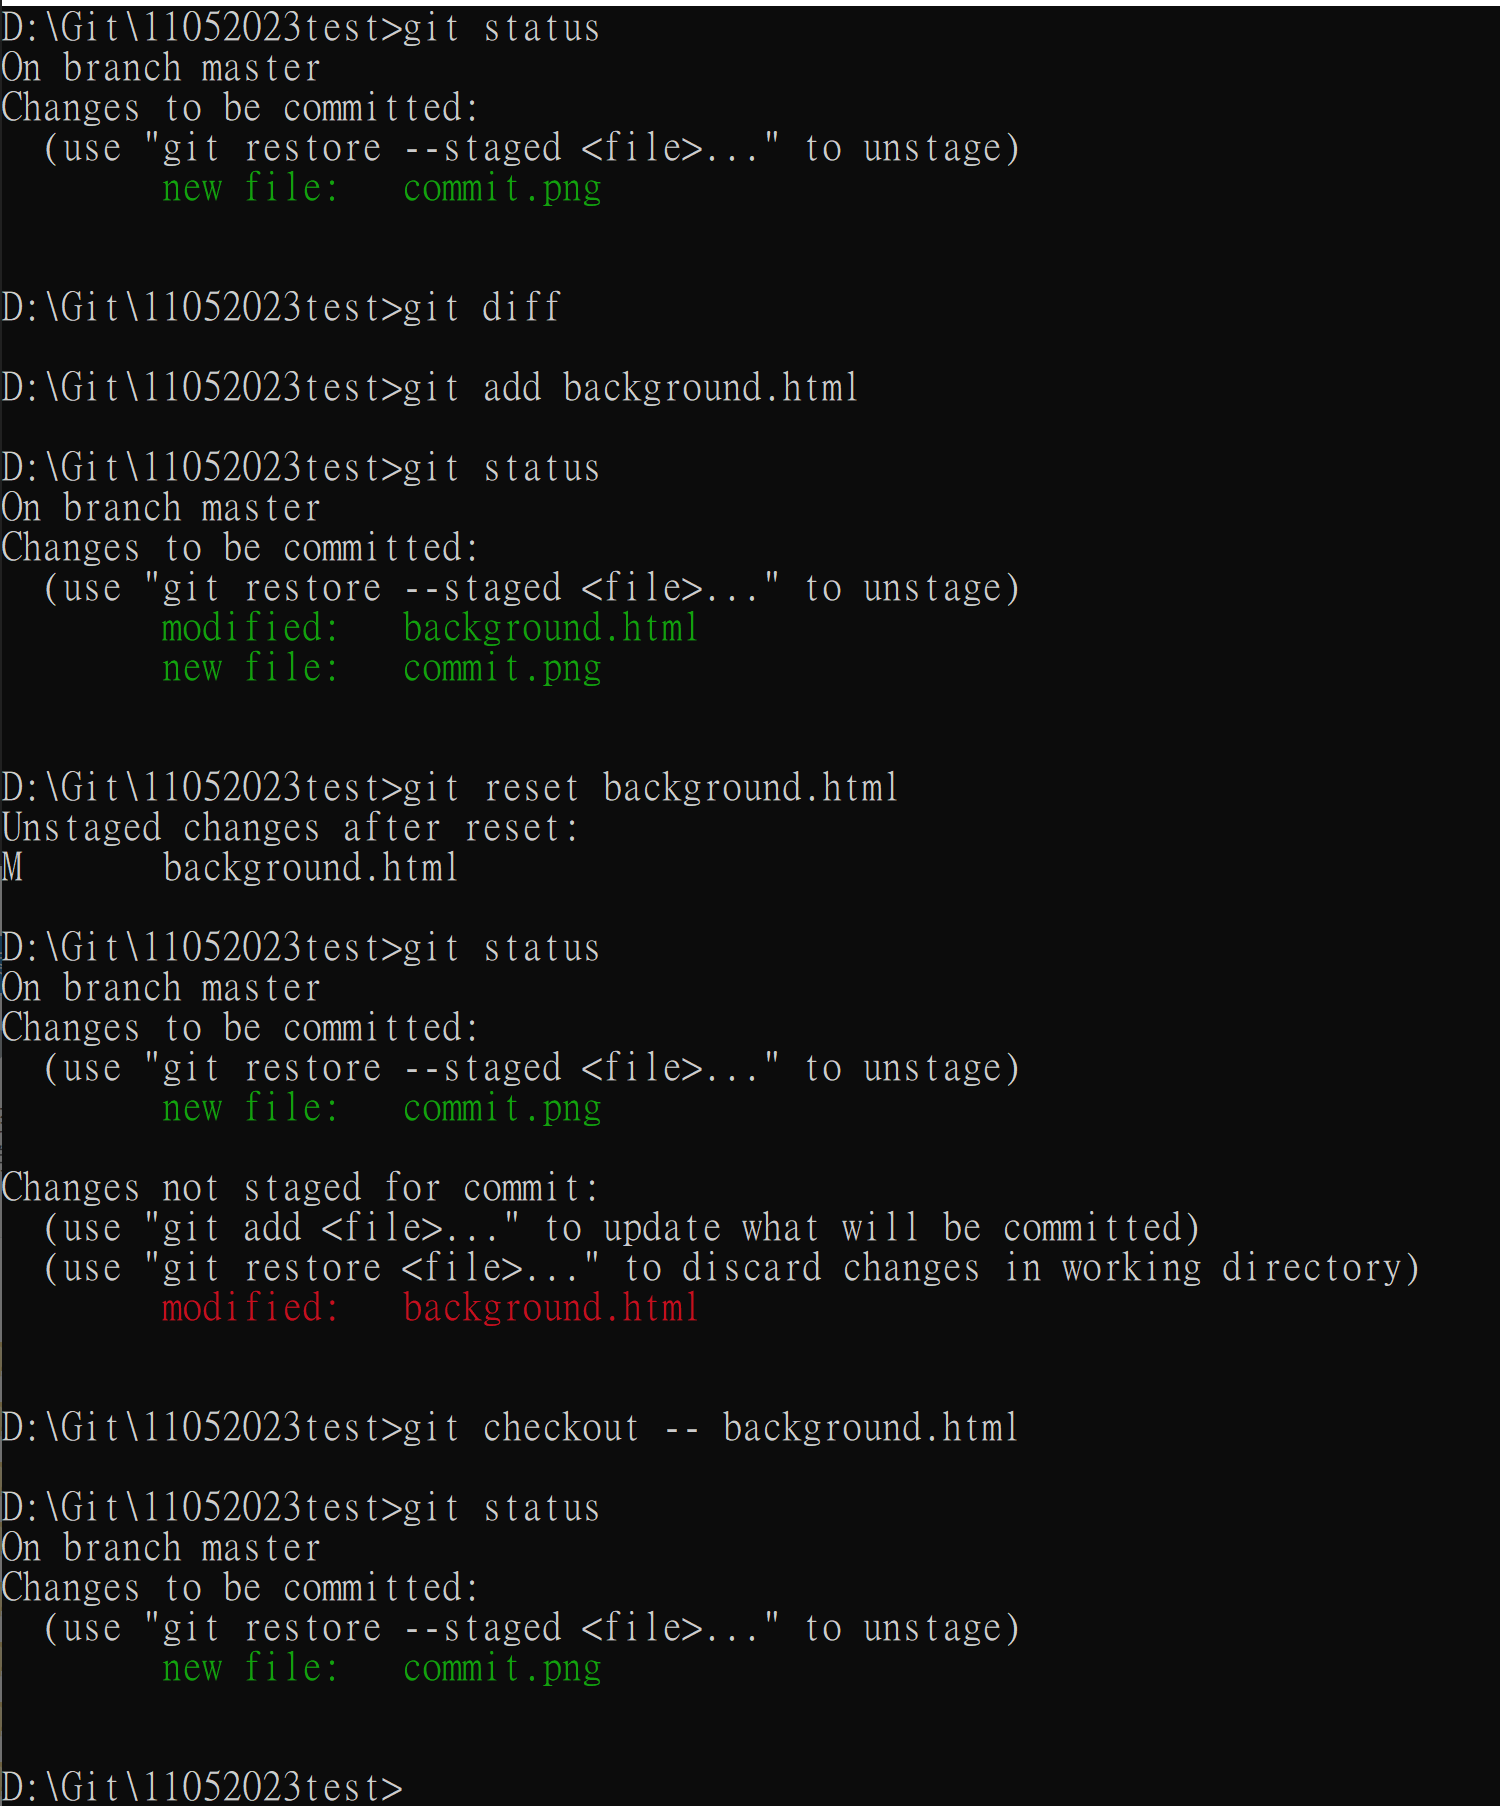 D:\Git\11052023test>git status
On branch master
Changes to be committed:
  (use "git restore --staged <file>..." to unstage)
        new file:   commit.png

D:\Git\11052023test>git diff

D:\Git\11052023test>git add background.html

D:\Git\11052023test>git status
On branch master
Changes to be committed:
  (use "git restore --staged <file>..." to unstage)
        modified:   background.html
        new file:   commit.png

D:\Git\11052023test>git reset background.html
Unstaged changes after reset:
M       background.html

D:\Git\11052023test>git status
On branch master
Changes to be committed:
  (use "git restore --staged <file>..." to unstage)
        new file:   commit.png

Changes not staged for commit:
  (use "git add <file>..." to update what will be committed)
  (use "git restore <file>..." to discard changes in working directory)
        modified:   background.html

D:\Git\11052023test>git checkout -- background.html

D:\Git\11052023test>git status
On branch master
Changes to be committed:
  (use "git restore --staged <file>..." to unstage)
        new file:   commit.png

D:\Git\11052023test>